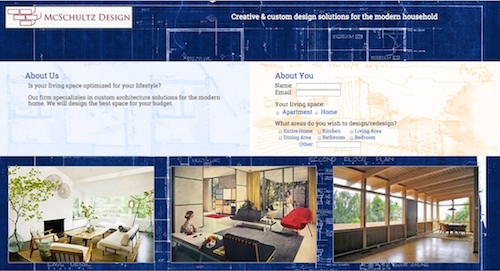 McSchultz Design
Creative & custom design solutions for the modern household
About Us
Is your living space optimized for your lifestyle?
Our firm specializies in custom architecture solutions for the modern
home. We will design the best space for your budget.
About You
Name:
Email:
Your living space:
Apartment Home
What areas do you wish to design/redesign?
Entire Home Kitchen Living Area
Dining Area Bathroom Bedroom
Other:
SECOND FLOOR PLAN